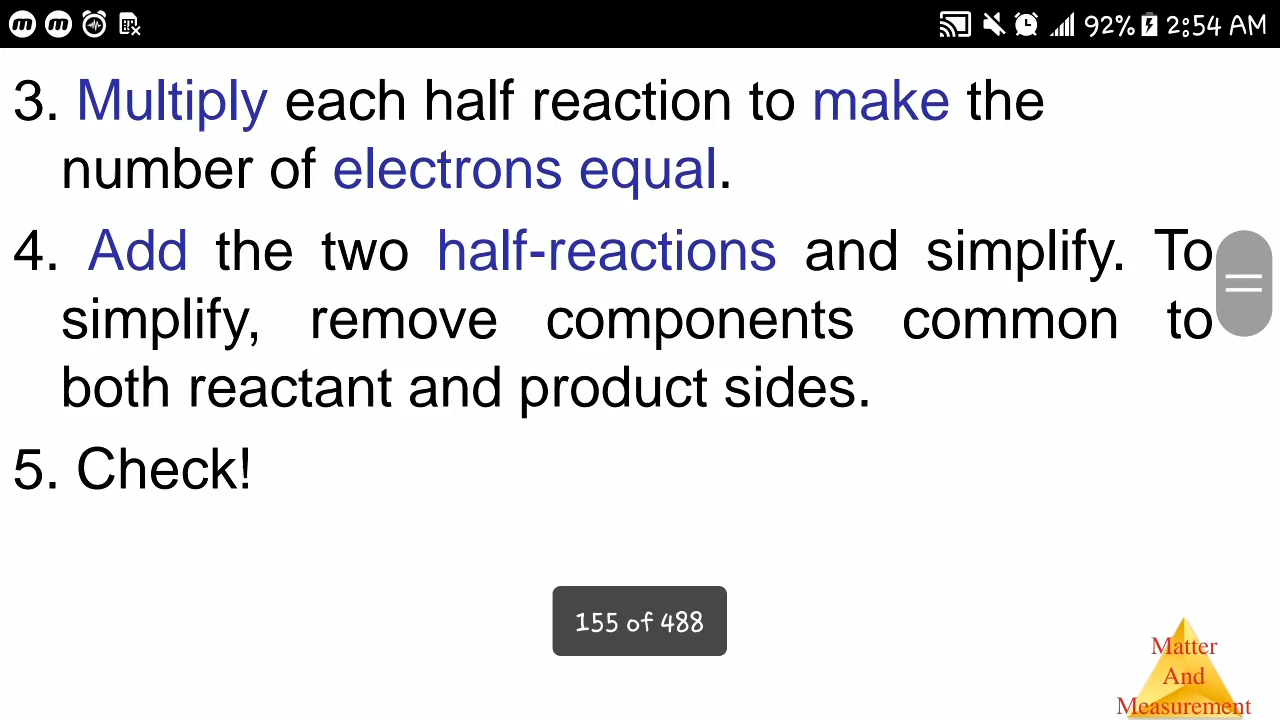 92% 2:54 AM
3. Multiply each half reaction to make the
number of electrons equal.
4. Add the two half-reactions and simplify. To
simplify, remove components common to
both reactant and product sides.
5. Check!
155 of 488
Matter
And
Measurement